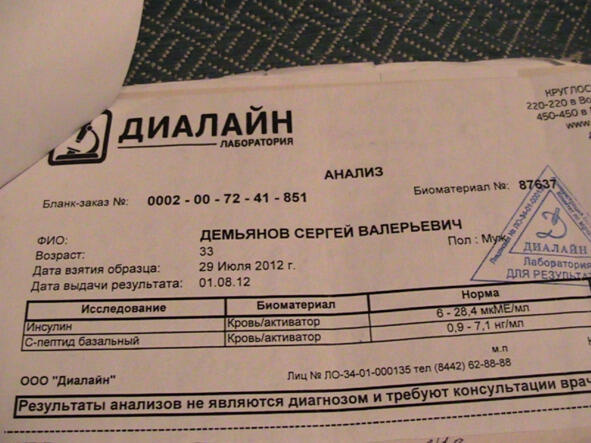 КРУГЛОС
220-220 в Во
450-450 в
www.
ДИАЛАЙН
ЛАБОРАТОРИЯ
АНАЛИЗ
Бланк-заказ №: 0002 - 00 - 72 - 41 - 851
Биоматериал №: 87637
ФИО: ДЕМЬЯНОВ СЕРГЕЙ ВАЛЕРЬЕВИЧ
Возраст: 33
Пол : Муж
Дата взятия образца: 29 Июля 2012 г.
Дата выдачи результата: 01.08.12
ДИАЛАЙН
Лаборатория
ДЛЯ РЕЗУЛЬТА
Исследование Биоматериал Норма
Инсулин Кровь/активатор 6 - 28,4 мкМЕ/мл
С-пептид базальный Кровь/активатор 0,9 - 7,1 нг/мл
м.п
ООО "Диалайн" Лиц № ЛО-34-01-000135 тел (8442) 62-88-88
Результаты анализов не являются диагнозом и требуют консультации врач